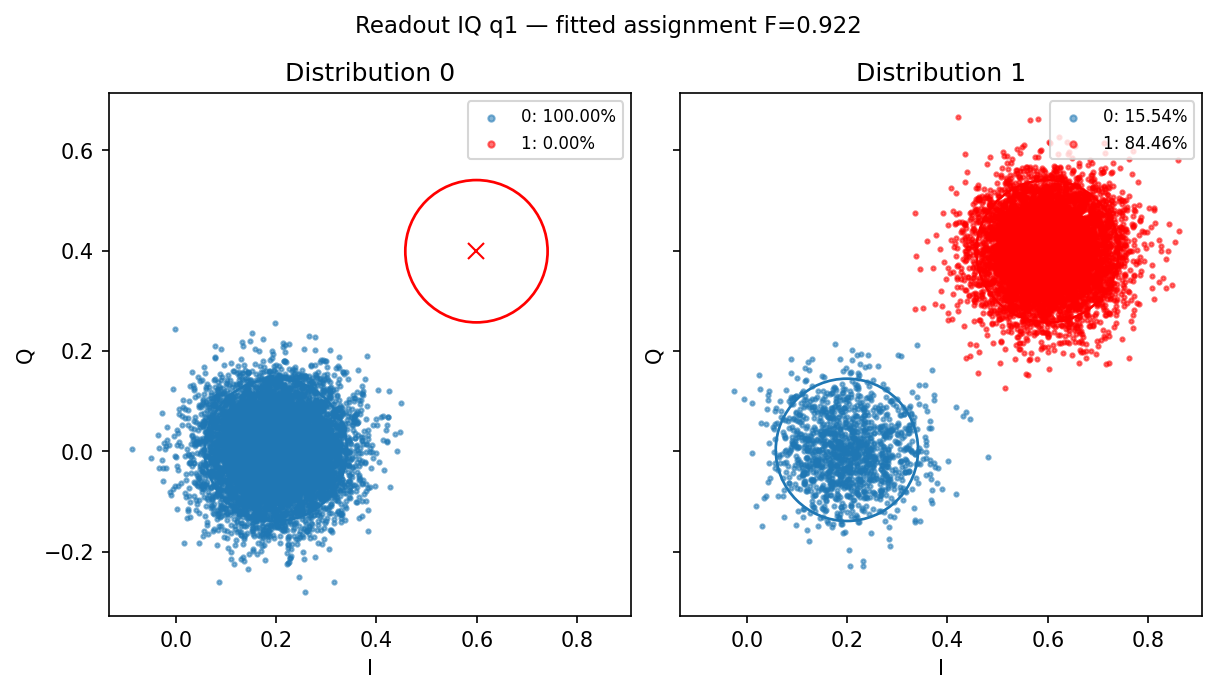 Readout IQ q1 — fitted assignment F=0.922
Distribution 0
0: 100.00%
1: 0.00%
Q
0.6
0.4
0.2
0.0
−0.2
0.0 0.2 0.4 0.6 0.8
I
Distribution 1
0: 15.54%
1: 84.46%
Q
0.0 0.2 0.4 0.6 0.8
I